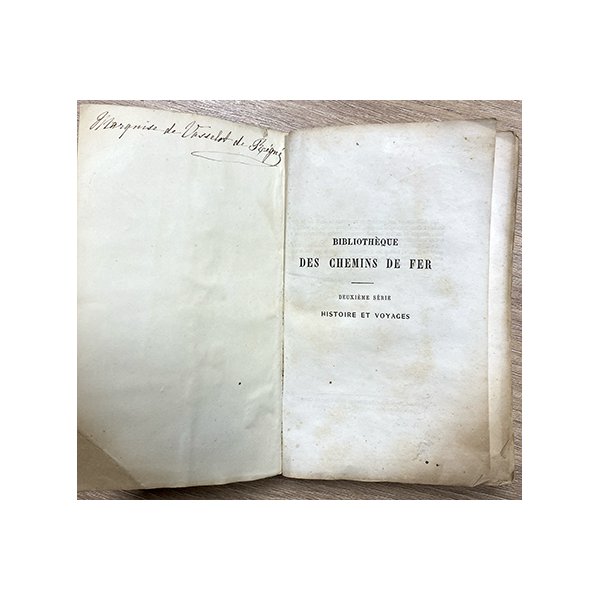 Marquise de Vasselot de Régné
BIBLIOTHÈQUE
DES CHEMINS DE FER
DEUXIÈME SÉRIE
HISTOIRE ET VOYAGES